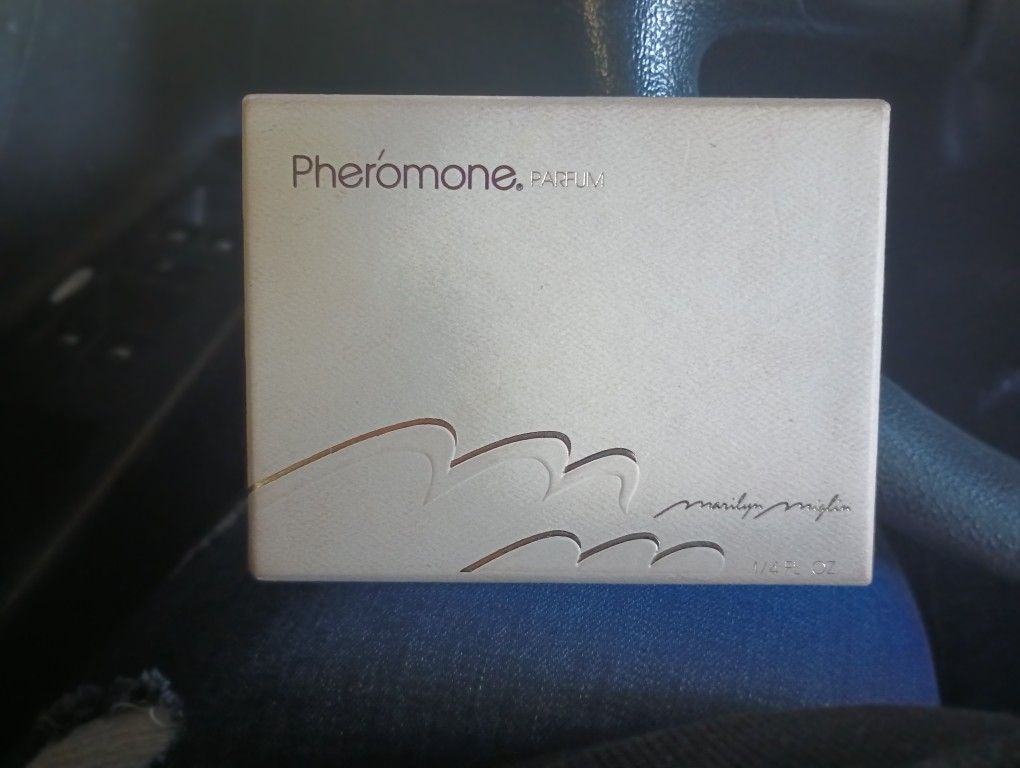 Pherómone® PARFUM
marilyn miglin
1/4 FL OZ